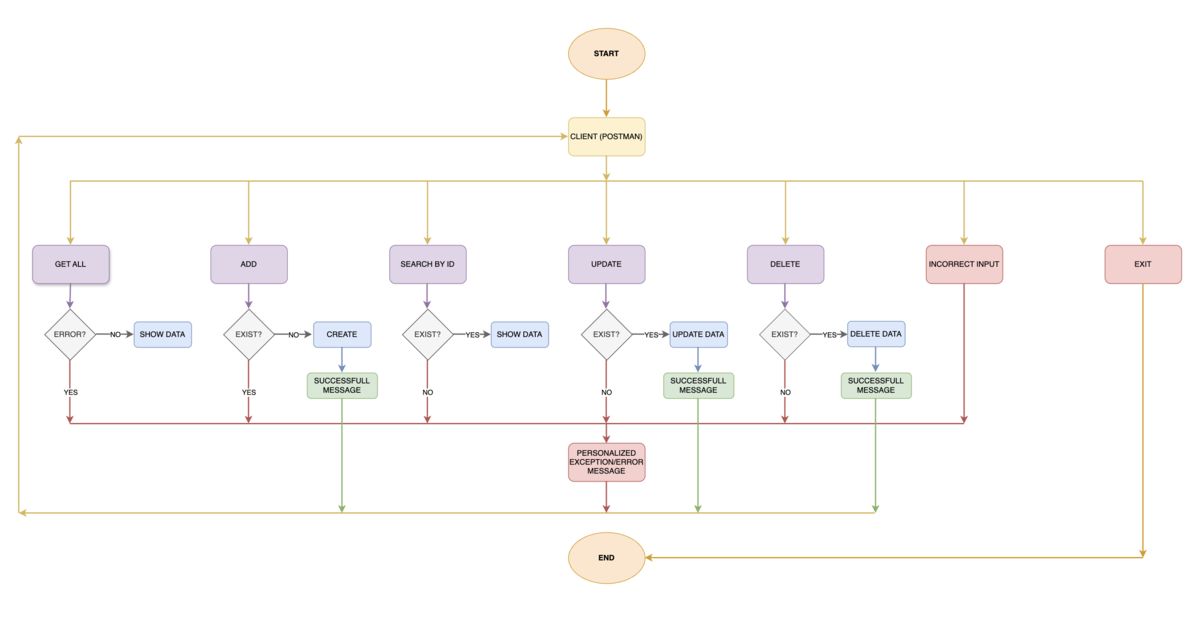 START
CLIENT (POSTMAN)
GET ALL
ADD
SEARCH BY ID
UPDATE
DELETE
INCORRECT INPUT
EXIT
ERROR?
NO
SHOW DATA
EXIST?
NO
CREATE
EXIST?
YES
SHOW DATA
EXIST?
YES
UPDATE DATA
EXIST?
YES
DELETE DATA
SUCCESSFULL
MESSAGE
SUCCESSFULL
MESSAGE
SUCCESSFULL
MESSAGE
YES
YES
NO
NO
NO
PERSONALIZED
EXCEPTION/ERROR
MESSAGE
END